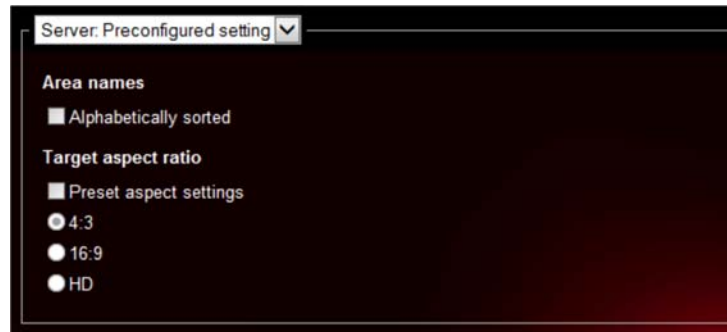 Server: Preconfigured setting
Area names
Alphabetically sorted
Target aspect ratio
Preset aspect settings
4:3
16:9
HD